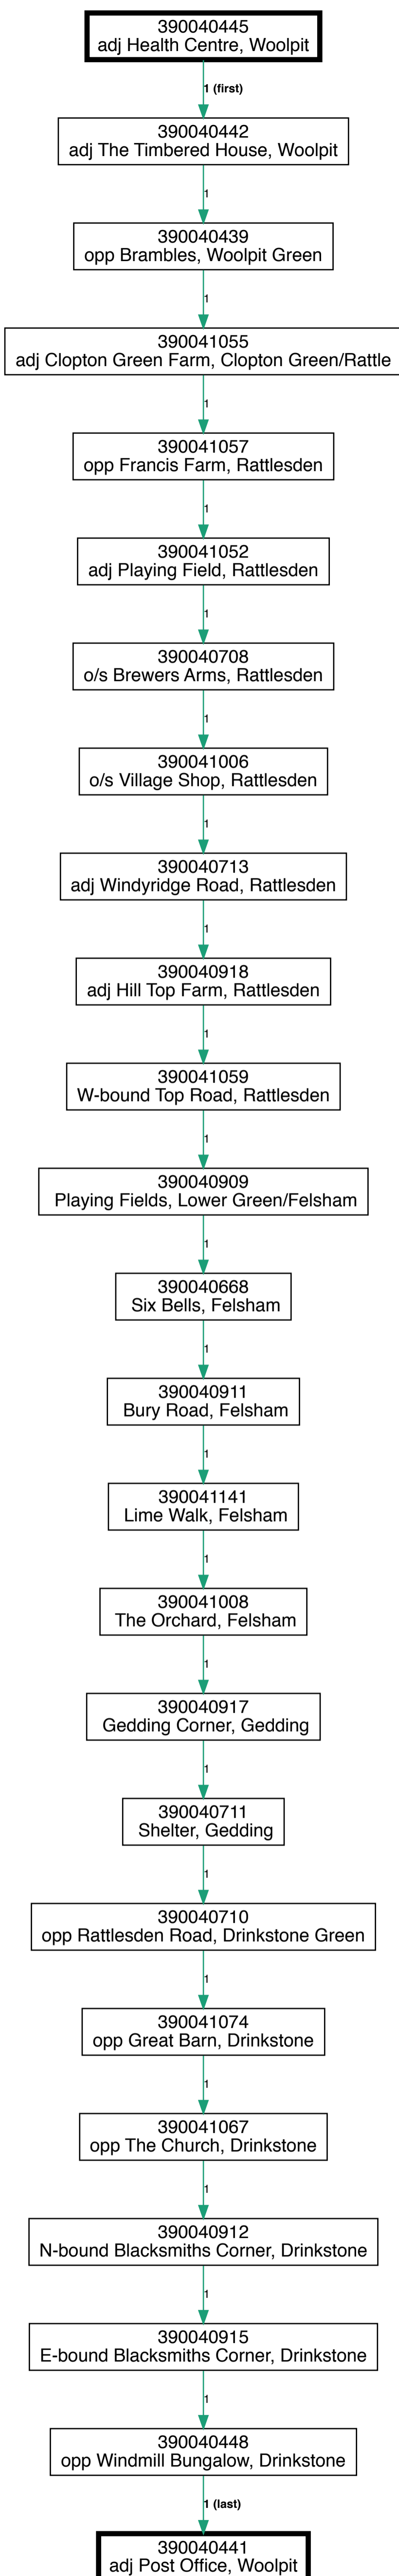 390040445
adj Health Centre, Woolpit
1 (first)
390040442
adj The Timbered House, Woolpit
1
390040439
opp Brambles, Woolpit Green
1
390041055
adj Clopton Green Farm, Clopton Green/Rattle
1
390041057
opp Francis Farm, Rattlesden
1
390041052
adj Playing Field, Rattlesden
1
390040708
o/s Brewers Arms, Rattlesden
1
390041006
o/s Village Shop, Rattlesden
1
390040713
adj Windyridge Road, Rattlesden
1
390040918
adj Hill Top Farm, Rattlesden
1
390041059
W-bound Top Road, Rattlesden
1
390040909
Playing Fields, Lower Green/Felsham
1
390040668
Six Bells, Felsham
1
390040911
Bury Road, Felsham
1
390041141
Lime Walk, Felsham
1
390041008
The Orchard, Felsham
1
390040917
Gedding Corner, Gedding
1
390040711
Shelter, Gedding
1
390040710
opp Rattlesden Road, Drinkstone Green
1
390041074
opp Great Barn, Drinkstone
1
390041067
opp The Church, Drinkstone
1
390040912
N-bound Blacksmiths Corner, Drinkstone
1
390040915
E-bound Blacksmiths Corner, Drinkstone
1
390040448
opp Windmill Bungalow, Drinkstone
1 (last)
390040441
adj Post Office, Woolpit